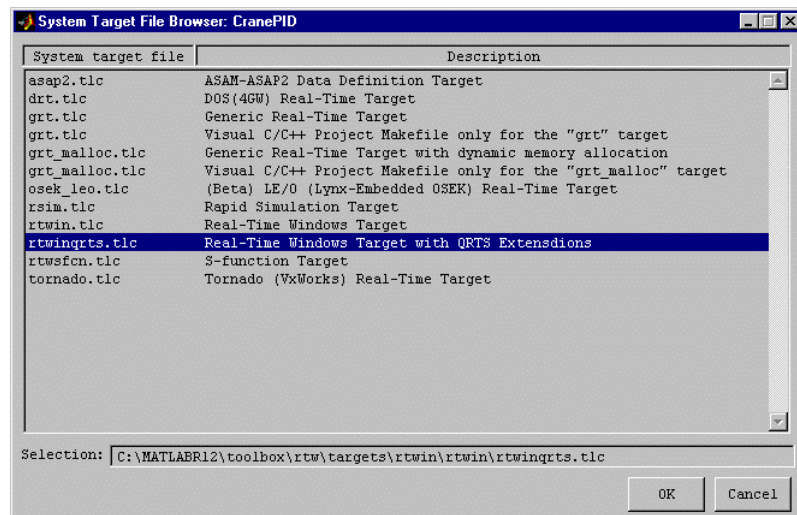 System Target File Browser: CranePID
System target file Description
asap2.tlc ASAM-ASAP2 Data Definition Target
drt.tlc DOS(4GW) Real-Time Target
grt.tlc Generic Real-Time Target
grt.tlc Visual C/C++ Project Makefile only for the "grt" target
grt_malloc.tlc Generic Real-Time Target with dynamic memory allocation
grt_malloc.tlc Visual C/C++ Project Makefile only for the "grt_malloc" target
osek_leo.tlc (Beta) LE/O (Lynx-Embedded OSEK) Real-Time Target
rsim.tlc Rapid Simulation Target
rtwin.tlc Real-Time Windows Target
rtwinqrts.tlc Real-Time Windows Target with QRTS Extensdions
rtwsfcn.tlc S-function Target
tornado.tlc Tornado (VxWorks) Real-Time Target
Selection: C:\MATLABR12\toolbox\rtw\targets\rtwin\rtwin\rtwinqrts.tlc
OK Cancel